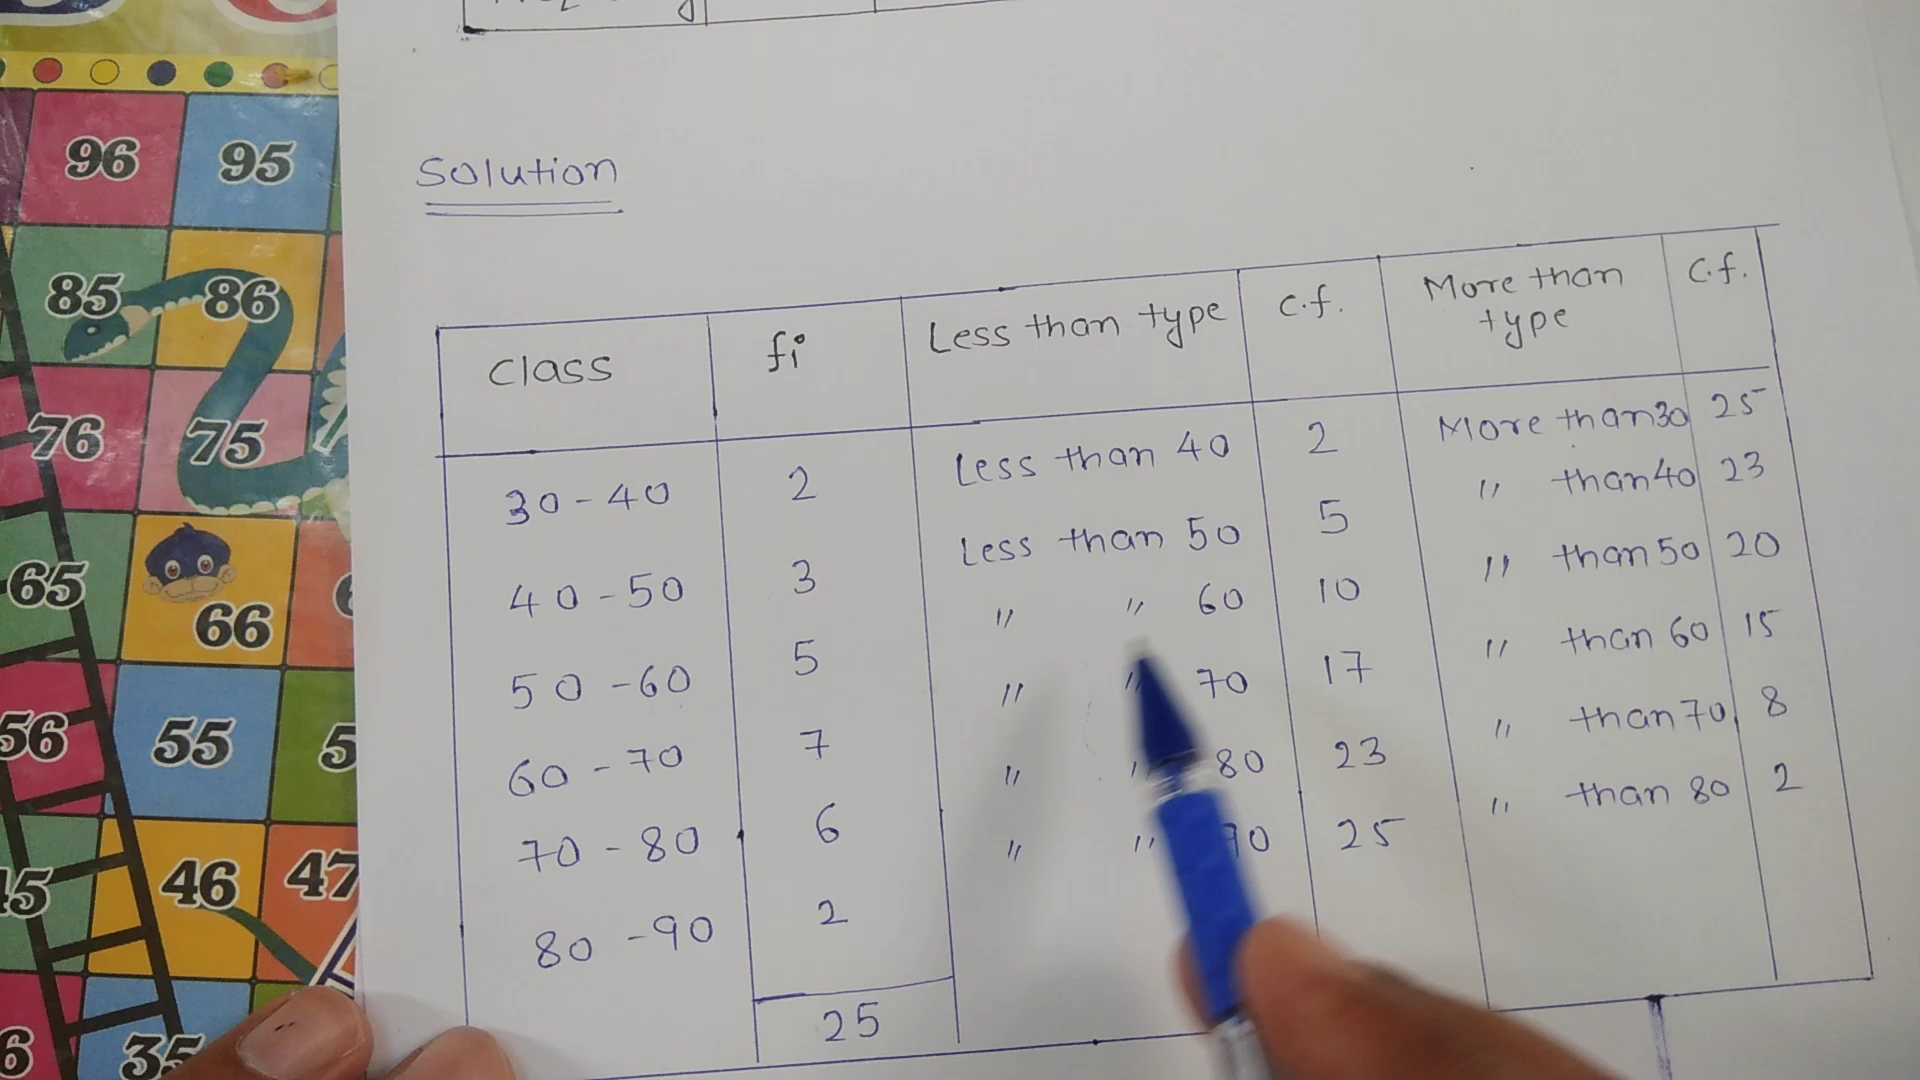 Solution
Class fi Less than type c.f. More than type c.f.
30-40 2 Less than 40 2 More than 30 25
40-50 3 Less than 50 5 " than 40 23
50-60 5 " " 60 10 " than 50 20
60-70 7 " " 70 17 " than 60 15
70-80 6 " " 80 23 " than 70 8
80-90 2 " " 25 " than 80 2
25
96 95
85 86
76 75
65 66
56 55
46 47
35